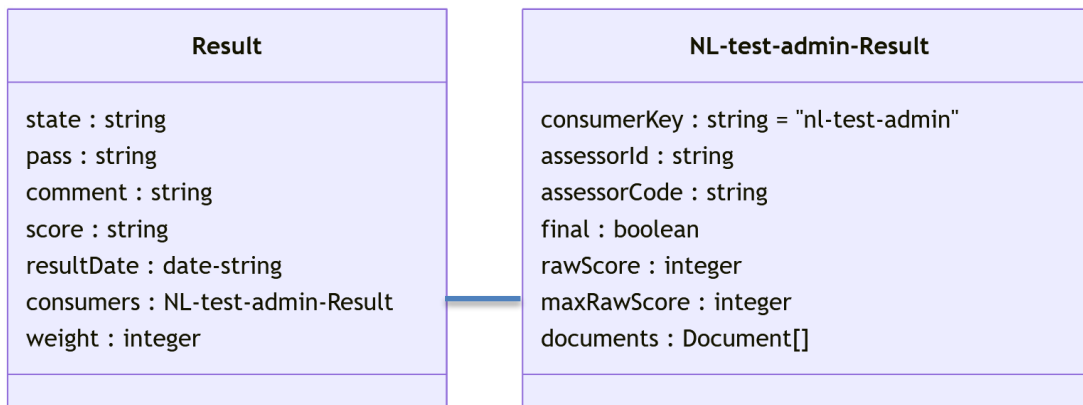 Result
state : string
pass : string
comment : string
score : string
resultDate : date-string
consumers : NL-test-admin-Result
weight : integer
NL-test-admin-Result
consumerKey : string = "nl-test-admin"
assessorId : string
assessorCode : string
final : boolean
rawScore : integer
maxRawScore : integer
documents : Document[]